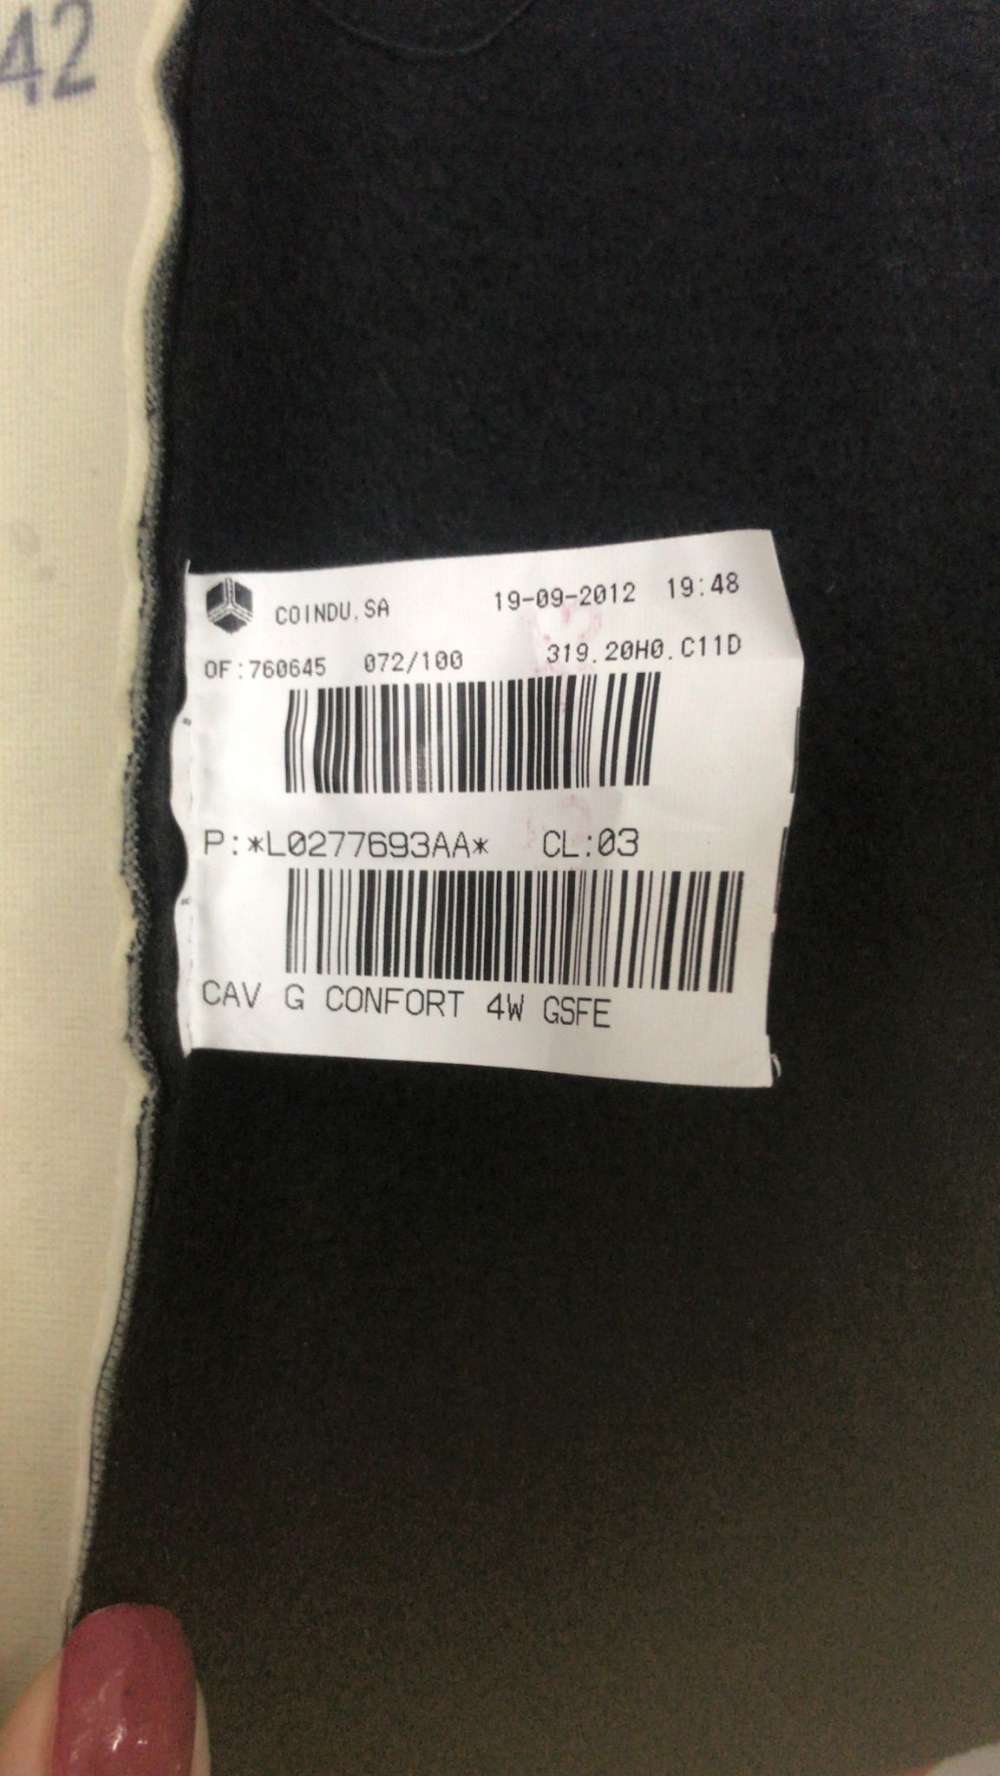 42
COINDU,SA 19-09-2012 19:48
OF:760645 072/100 319.20H0.C11D
P:*L0277693AA* CL:03
CAV G CONFORT 4W GSFE